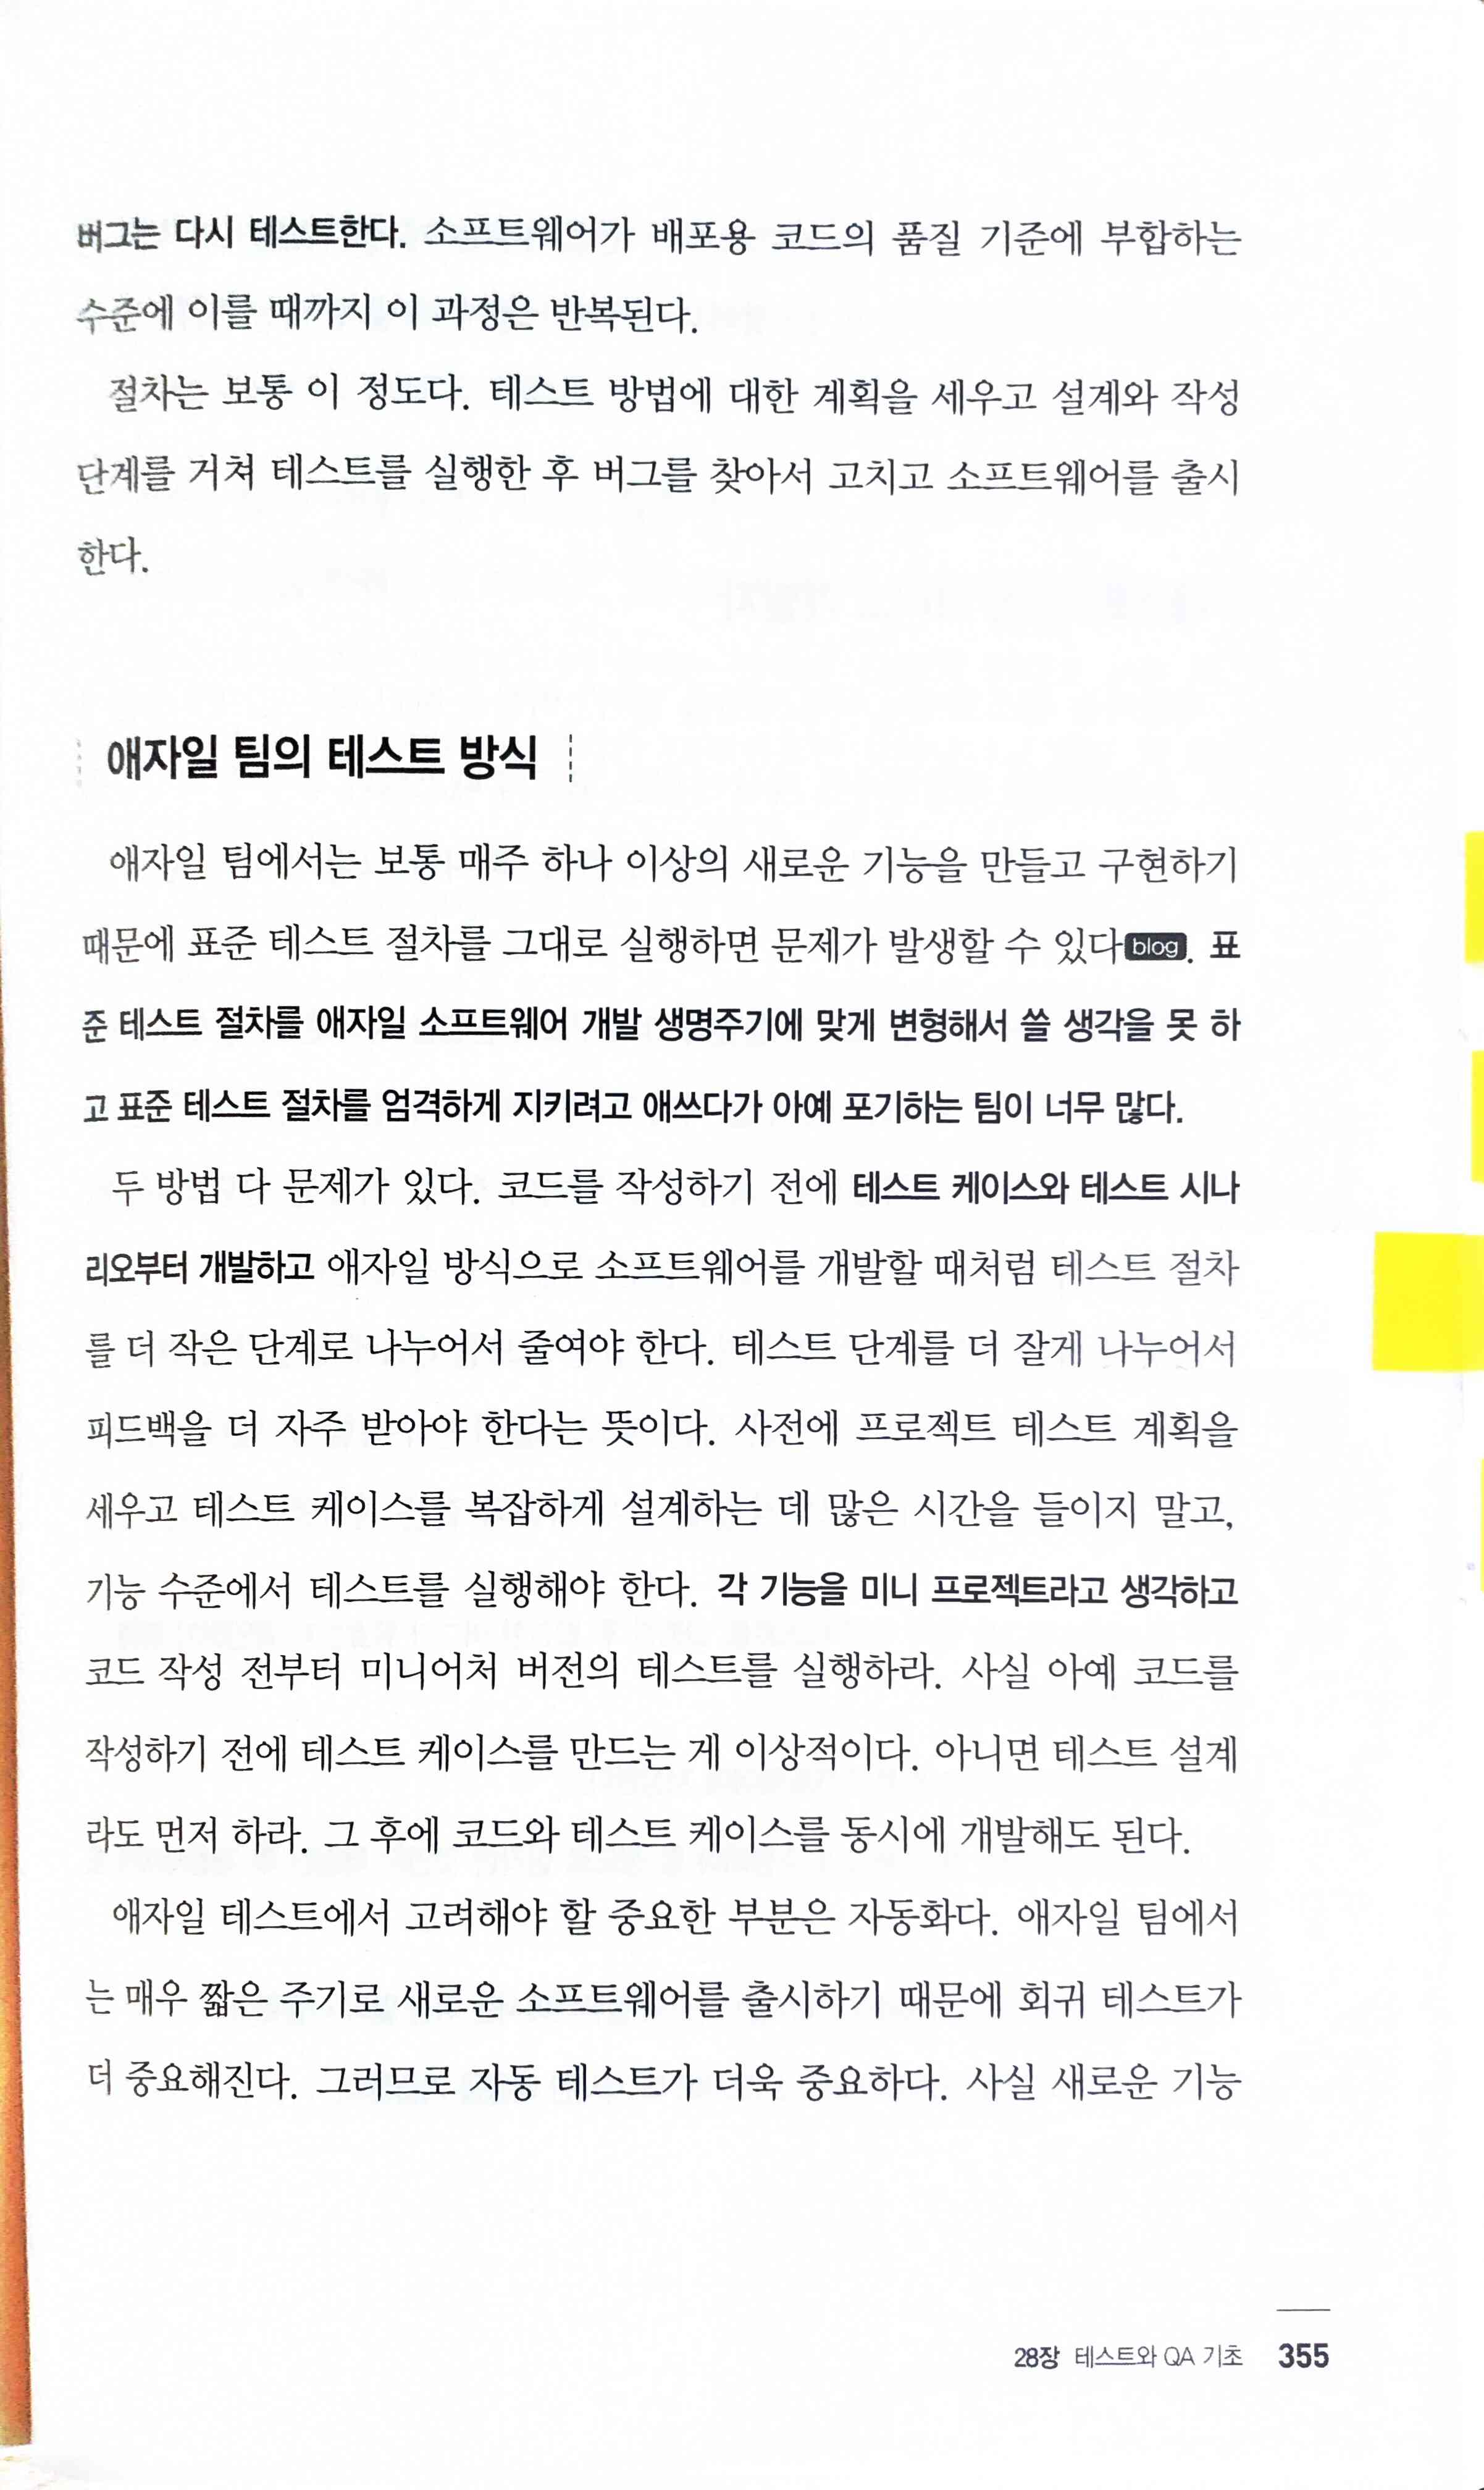 버그는 다시 테스트한다. 소프트웨어가 배포용 코드의 품질 기준에 부합하는
수준에 이를 때까지 이 과정은 반복된다.
절차는 보통 이 정도다. 테스트 방법에 대한 계획을 세우고 설계와 작성
단계를 거쳐 테스트를 실행한 후 버그를 찾아서 고치고 소프트웨어를 출시
한다.
애자일 팀의 테스트 방식
애자일 팀에서는 보통 매주 하나 이상의 새로운 기능을 만들고 구현하기
때문에 표준 테스트 절차를 그대로 실행하면 문제가 발생할 수 있다blog. 표
준 테스트 절차를 애자일 소프트웨어 개발 생명주기에 맞게 변형해서 쓸 생각을 못 하
고 표준 테스트 절차를 엄격하게 지키려고 애쓰다가 아예 포기하는 팀이 너무 많다.
두 방법 다 문제가 있다. 코드를 작성하기 전에 테스트 케이스와 테스트 시나
리오부터 개발하고 애자일 방식으로 소프트웨어를 개발할 때처럼 테스트 절차
를 더 작은 단계로 나누어서 줄여야 한다. 테스트 단계를 더 잘게 나누어서
피드백을 더 자주 받아야 한다는 뜻이다. 사전에 프로젝트 테스트 계획을
세우고 테스트 케이스를 복잡하게 설계하는 데 많은 시간을 들이지 말고,
기능 수준에서 테스트를 실행해야 한다. 각 기능을 미니 프로젝트라고 생각하고
코드 작성 전부터 미니어처 버전의 테스트를 실행하라. 사실 아예 코드를
작성하기 전에 테스트 케이스를 만드는 게 이상적이다. 아니면 테스트 설계
라도 먼저 하라. 그 후에 코드와 테스트 케이스를 동시에 개발해도 된다.
애자일 테스트에서 고려해야 할 중요한 부분은 자동화다. 애자일 팀에서
는 매우 짧은 주기로 새로운 소프트웨어를 출시하기 때문에 회귀 테스트가
더 중요해진다. 그러므로 자동 테스트가 더욱 중요하다. 사실 새로운 기능
28장 테스트와 QA 기초 355